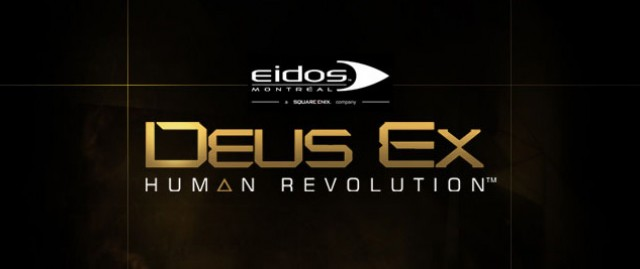 eidos®
MONTRÉAL
a SQUARE ENIX company
DEUS EX
HUMAN REVOLUTION™